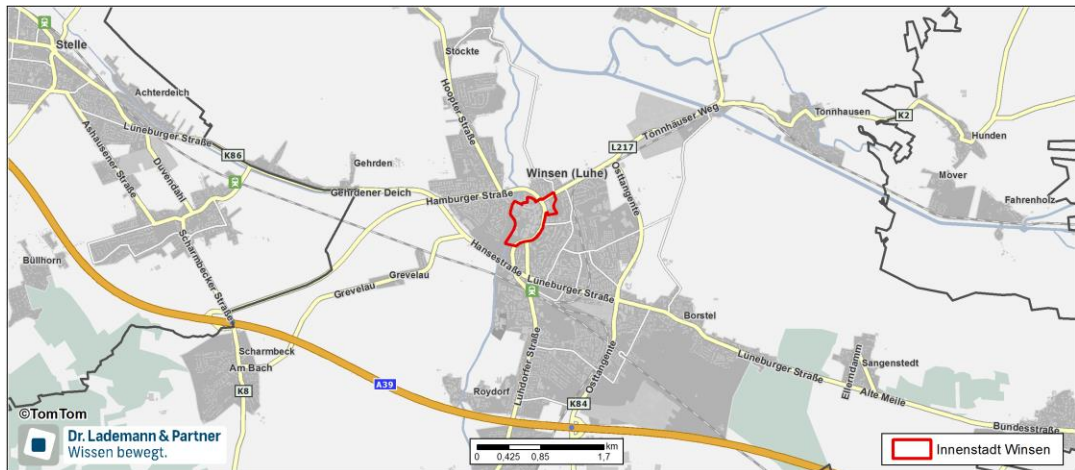 Stelle
Achterdeich
Lüneburger Straße
Ashausener Straße
Duvendahl
K86
Gehrden
Gehrdener Deich
Scharmbecker Straße
Büllhorn
Scharmbeck
Am Bach
K8
Grevelau
Grevelau
A39
Stöckte
Hoopter Straße
Hamburger Straße
Winsen (Luhe)
L217
Tönnhäuser Weg
Osttangente
Hansestraße
Lüneburger Straße
Luhdorfer Straße
Roydorf
Osttangente
K84
Borstel
Lüneburger Straße
Tönnhausen
K2
Hunden
Mover
Fahrenholz
Sangenstedt
Ellerndamm
Alte Meile
Bundesstraße
©TomTom
Dr. Lademann & Partner
Wissen bewegt.
km
0 0,425 0,85 1,7
Innenstadt Winsen